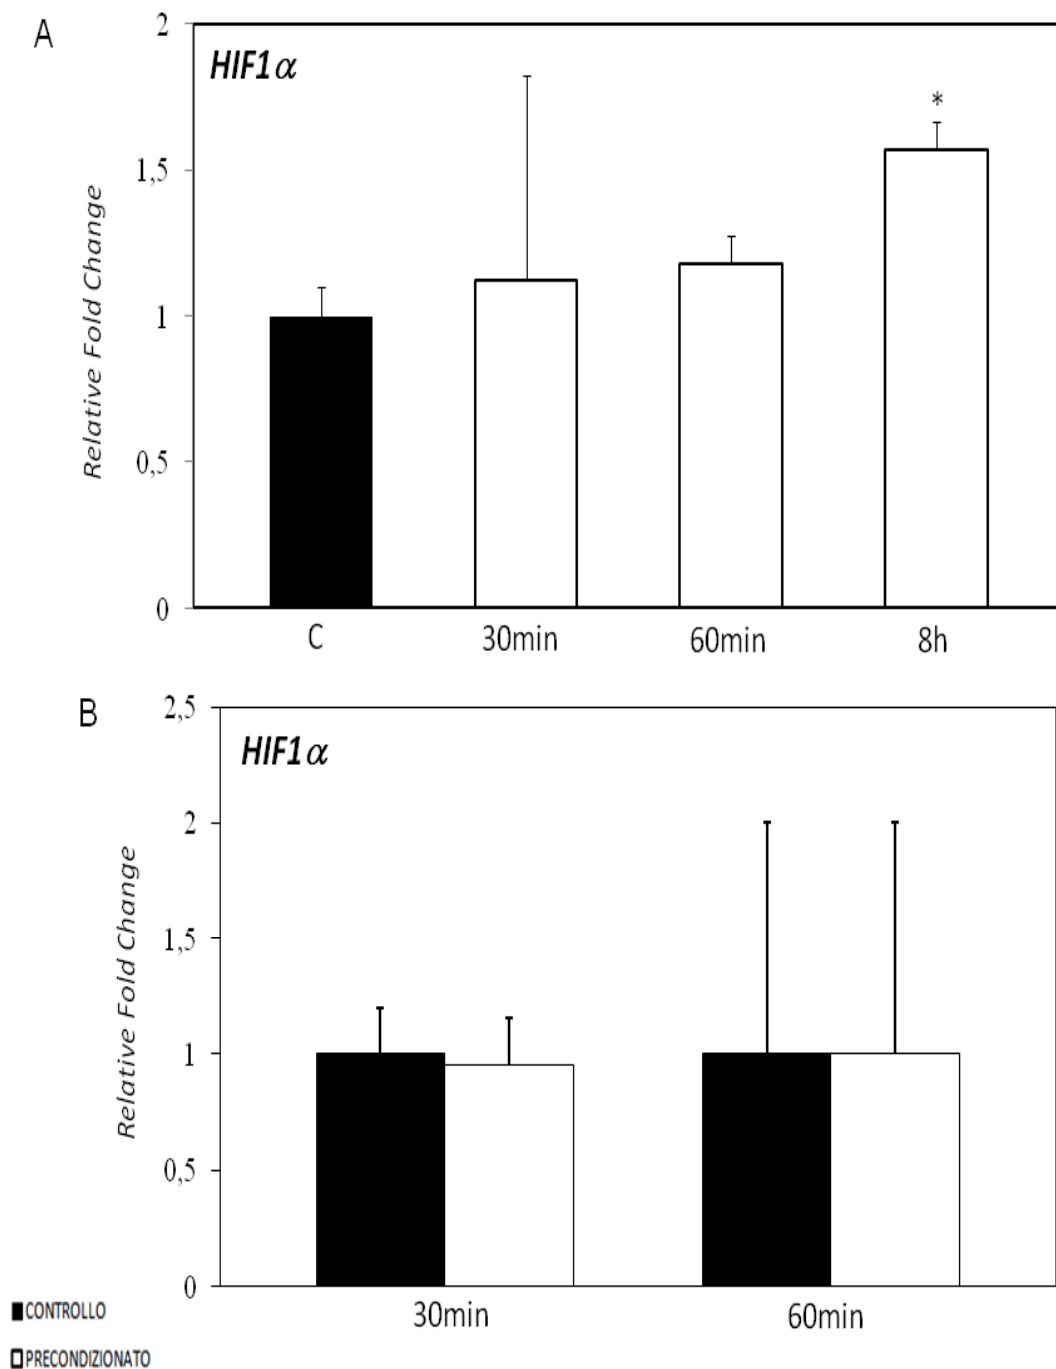 A
HIF1α
*
Relative Fold Change
2
1,5
1
0,5
0
C 30min 60min 8h
B
HIF1α
Relative Fold Change
2,5
2
1,5
1
0,5
0
30min 60min
CONTROLLO
PRECONDIZIONATO